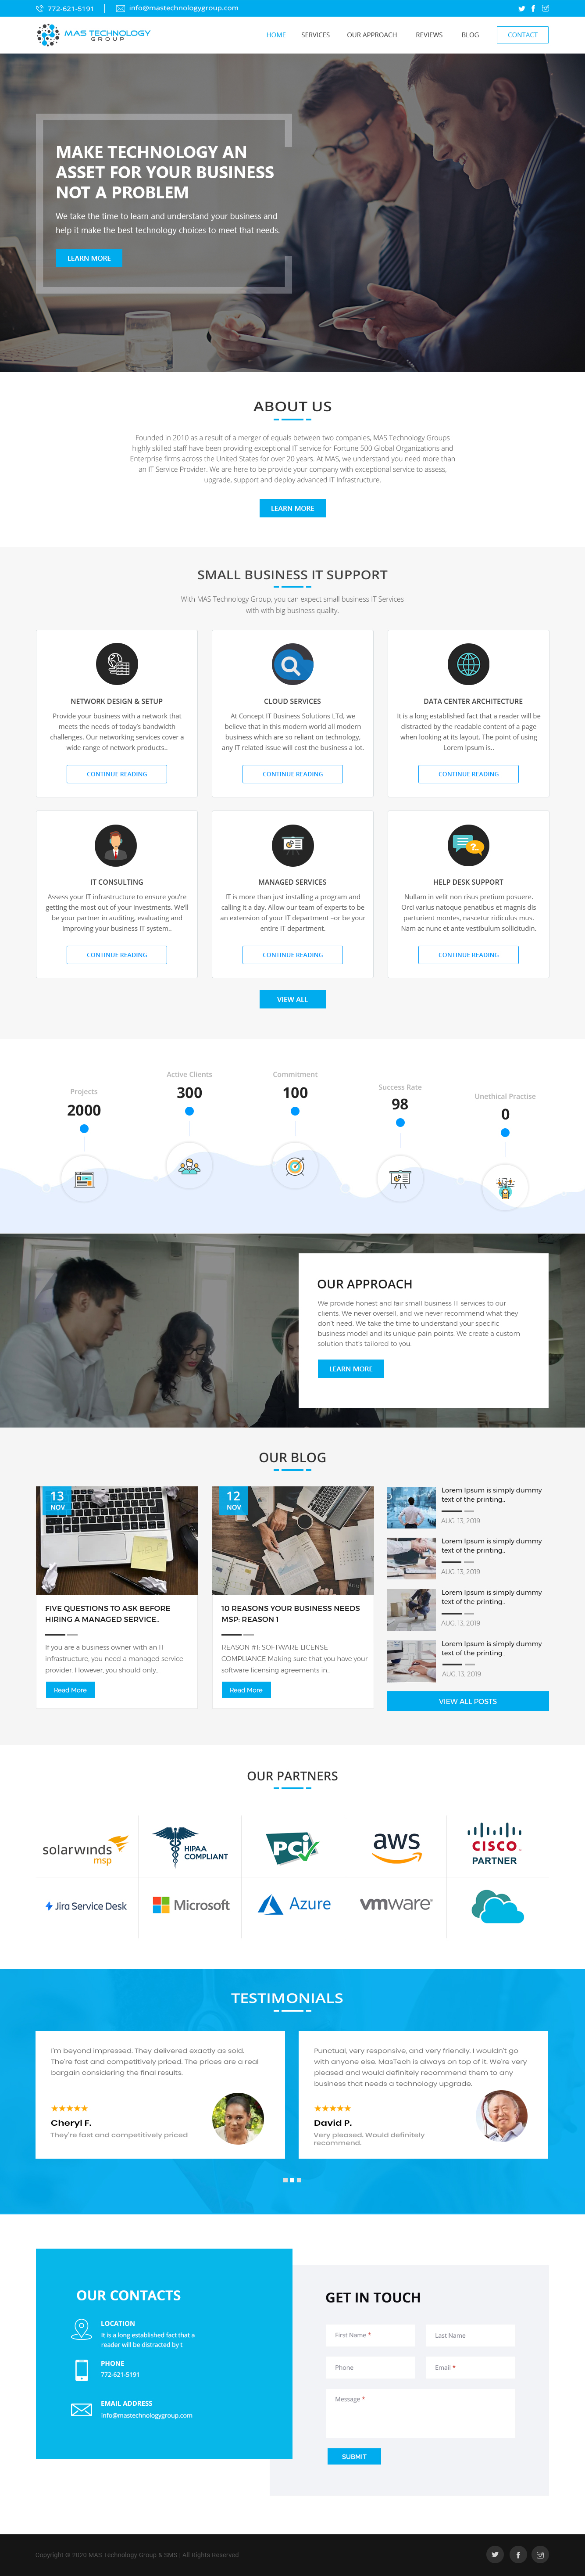 772-621-5191
info@mastechnologygroup.com
MAS TECHNOLOGY
GROUP
HOME
SERVICES
OUR APPROACH
REVIEWS
BLOG
CONTACT
MAKE TECHNOLOGY AN
ASSET FOR YOUR BUSINESS
NOT A PROBLEM
We take the time to learn and understand your business and
help it make the best technology choices to meet that needs.
LEARN MORE
ABOUT US
Founded in 2010 as a result of a merger of equals between two companies, MAS Technology Groups
highly skilled staff have been providing exceptional IT service for Fortune 500 Global Organizations and
Enterprise firms across the United States for over 20 years. At MAS, we understand you need more than
an IT Service Provider. We are here to be provide your company with exceptional service to assess,
upgrade, support and deploy advanced IT Infrastructure.
LEARN MORE
SMALL BUSINESS IT SUPPORT
With MAS Technology Group, you can expect small business IT Services
with with big business quality.
NETWORK DESIGN & SETUP
Provide your business with a network that
meets the needs of today's bandwidth
challenges. Our networking services cover a
wide range of network products..
CONTINUE READING
CLOUD SERVICES
At Concept IT Business Solutions LTd, we
believe that in this modern world all modern
business which are so reliant on technology,
any IT related issue will cost the business a lot.
CONTINUE READING
DATA CENTER ARCHITECTURE
It is a long established fact that a reader will be
distracted by the readable content of a page
when looking at its layout. The point of using
Lorem Ipsum is..
CONTINUE READING
IT CONSULTING
Assess your IT infrastructure to ensure you're
getting the most out of your investments. We'll
be your partner in auditing, evaluating and
improving your business IT system..
CONTINUE READING
MANAGED SERVICES
IT is more than just installing a program and
calling it a day. Allow our team of experts to be
an extension of your IT department –or be your
entire IT department.
CONTINUE READING
HELP DESK SUPPORT
Nullam in velit non risus pretium posuere.
Orci varius natoque penatibus et magnis dis
parturient montes, nascetur ridiculus mus.
Nam ac nunc et ante vestibulum sollicitudin.
CONTINUE READING
VIEW ALL
Projects
2000
Active Clients
300
Commitment
100
Success Rate
98
Unethical Practise
0
OUR APPROACH
We provide honest and fair small business IT services to our
clients. We never oversell, and we never recommend what they
don't need. We take the time to understand your specific
business model and its unique pain points. We create a custom
solution that's tailored to you.
LEARN MORE
OUR BLOG
13
NOV
FIVE QUESTIONS TO ASK BEFORE
HIRING A MANAGED SERVICE..
If you are a business owner with an IT
infrastructure, you need a managed service
provider. However, you should only..
Read More
12
NOV
10 REASONS YOUR BUSINESS NEEDS
MSP: REASON 1
REASON #1: SOFTWARE LICENSE
COMPLIANCE Making sure that you have your
software licensing agreements in..
Read More
Lorem Ipsum is simply dummy
text of the printing..
AUG. 13, 2019
Lorem Ipsum is simply dummy
text of the printing..
AUG. 13, 2019
Lorem Ipsum is simply dummy
text of the printing..
AUG. 13, 2019
Lorem Ipsum is simply dummy
text of the printing..
AUG. 13, 2019
VIEW ALL POSTS
OUR PARTNERS
solarwinds
msp
HIPAA
COMPLIANT
PCi
aws
CISCO
PARTNER
Jira Service Desk
Microsoft
Azure
vmware
TESTIMONIALS
I'm beyond impressed. They delivered exactly as sold.
They're fast and competitively priced. The prices are a real
bargain considering the final results.
Cheryl F.
They're fast and competitively priced
Punctual, very responsive, and very friendly. I wouldn't go
with anyone else. MasTech is always on top of it. We're very
pleased and would definitely recommend them to any
business that needs a technology upgrade.
David P.
Very pleased. Would definitely
recommend.
OUR CONTACTS
LOCATION
It is a long established fact that a
reader will be distracted by t
PHONE
772-621-5191
EMAIL ADDRESS
info@mastechnologygroup.com
GET IN TOUCH
First Name *
Last Name
Phone
Email *
Message *
SUBMIT
Copyright © 2020 MAS Technology Group & SMS | All Rights Reserved